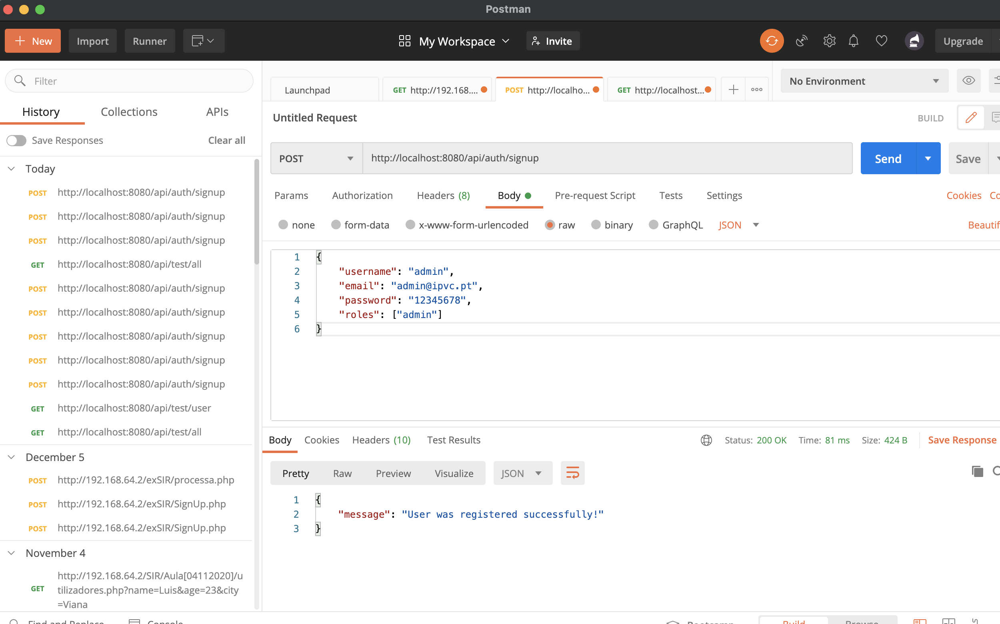 Postman
New
Import
Runner
My Workspace
Invite
Upgrade
Filter
History
Collections
APIs
Save Responses
Clear all
Today
POST http://localhost:8080/api/auth/signup
POST http://localhost:8080/api/auth/signup
POST http://localhost:8080/api/auth/signup
GET http://localhost:8080/api/test/all
POST http://localhost:8080/api/auth/signup
POST http://localhost:8080/api/auth/signup
POST http://localhost:8080/api/auth/signup
POST http://localhost:8080/api/auth/signup
POST http://localhost:8080/api/auth/signup
GET http://localhost:8080/api/test/user
GET http://localhost:8080/api/test/all
December 5
POST http://192.168.64.2/exSIR/processa.php
POST http://192.168.64.2/exSIR/SignUp.php
POST http://192.168.64.2/exSIR/SignUp.php
November 4
GET http://192.168.64.2/SIR/Aula[04112020]/u
tilizadores.php?name=Luis&age=23&city
=Viana
Find and Replace
Console
Launchpad
GET http://192.168....
POST http://localho...
GET http://localhost...
No Environment
Untitled Request
BUILD
POST
http://localhost:8080/api/auth/signup
Send
Save
Params
Authorization
Headers (8)
Body
Pre-request Script
Tests
Settings
Cookies
Co
none
form-data
x-www-form-urlencoded
raw
binary
GraphQL
JSON
Beautif
1 {
2 "username": "admin",
3 "email": "admin@ipvc.pt",
4 "password": "12345678",
5 "roles": ["admin"]
6 }
Body
Cookies
Headers (10)
Test Results
Status: 200 OK
Time: 81 ms
Size: 424 B
Save Response
Pretty
Raw
Preview
Visualize
JSON
1 {
2 "message": "User was registered successfully!"
3 }
Bootcamp
Build
Browse